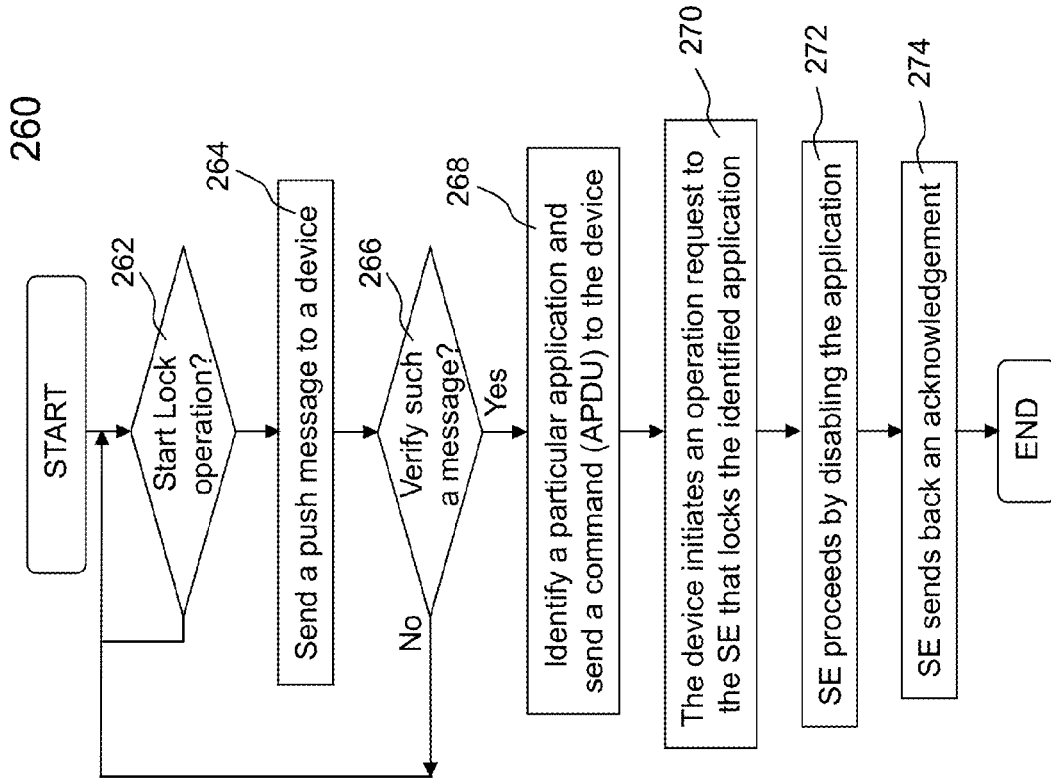 260
START
262
Start Lock
operation?
264
Send a push message to a device
266
Verify such
a message?
No
Yes
268
Identify a particular application and
send a command (APDU) to the device
270
The device initiates an operation request to
the SE that locks the identified application
272
SE proceeds by disabling the application
274
SE sends back an acknowledgement
END